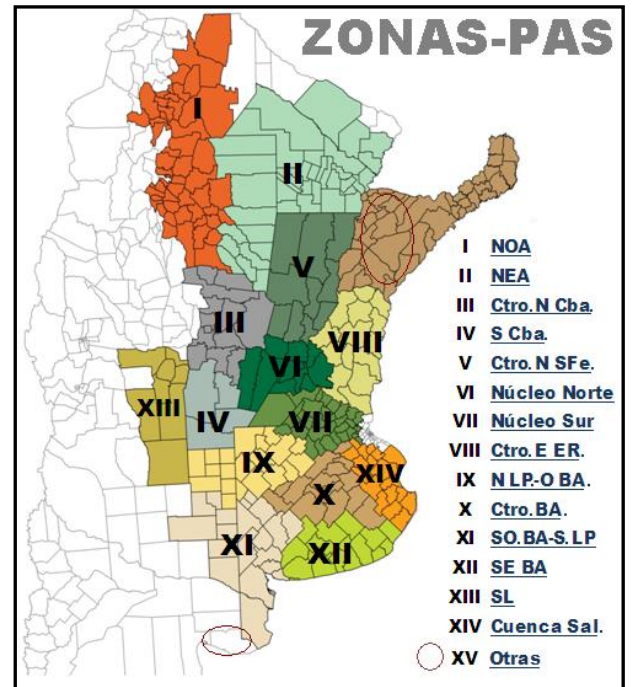 ZONAS-PAS
I
II
V
III
VIII
VI
XIII
IV
VII
IX
XIV
X
XI
XII
I NOA
II NEA
III Ctro.N Cba.
IV S Cba.
V Ctro.N SFe.
VI Núcleo Norte
VII Núcleo Sur
VIII Ctro.E ER.
IX N LP.-O BA.
X Ctro.BA.
XI SO.BA-S.LP
XII SE BA
XIII SL
XIV Cuenca Sal.
XV Otras